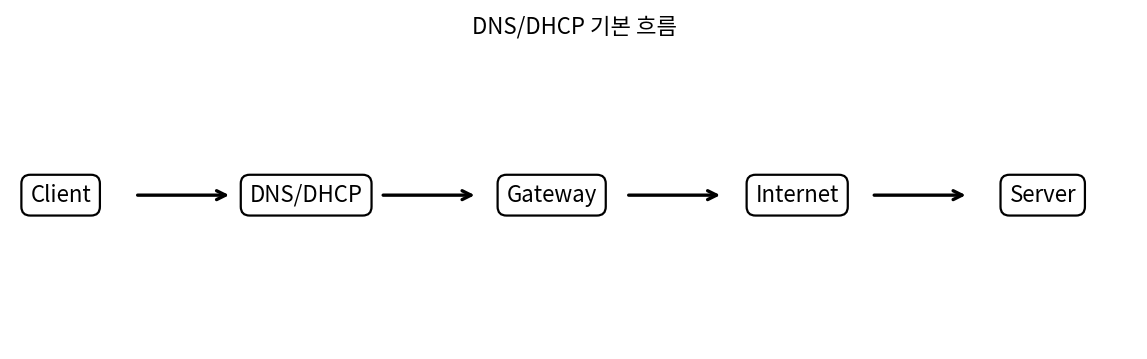 DNS/DHCP 기본 흐름
Client
DNS/DHCP
Gateway
Internet
Server